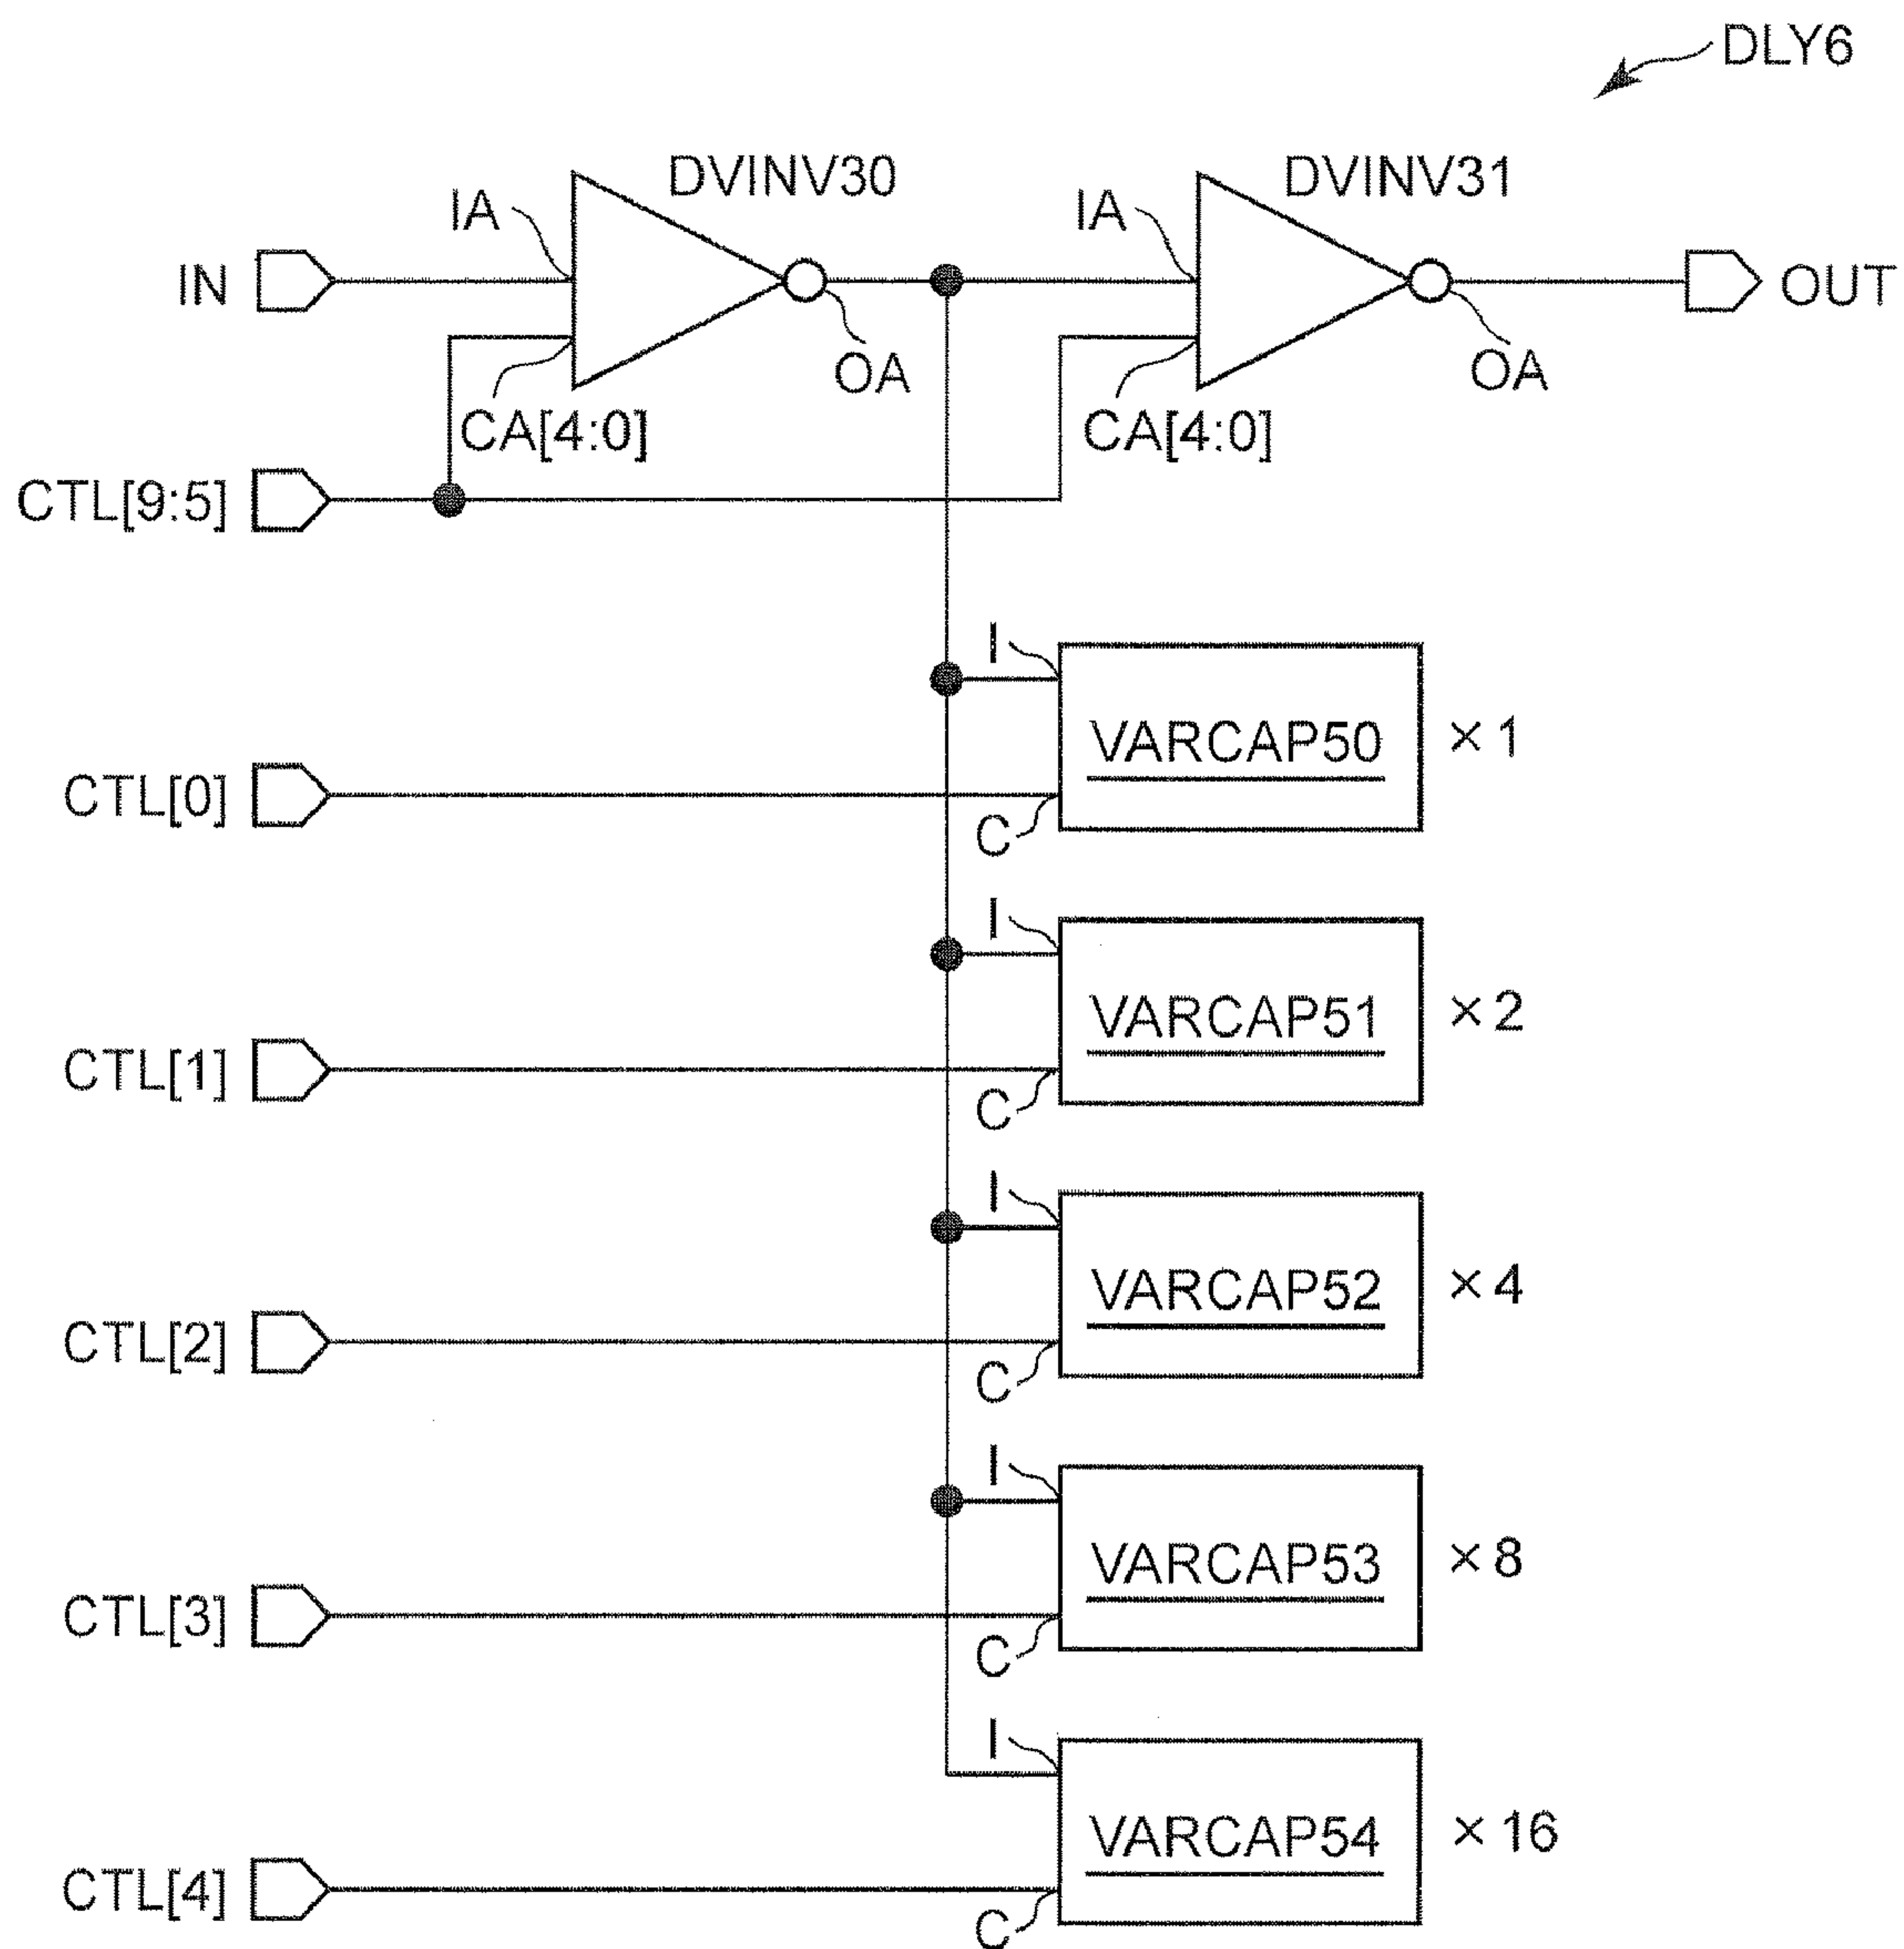 DLY6
DVINV30
DVINV31
IA
IA
IN
OUT
OA
OA
CA[4:0]
CA[4:0]
CTL[9:5]
I
VARCAP50
×1
CTL[0]
C
I
VARCAP51
×2
CTL[1]
C
I
VARCAP52
×4
CTL[2]
C
I
VARCAP53
×8
CTL[3]
C
I
VARCAP54
×16
CTL[4]
C